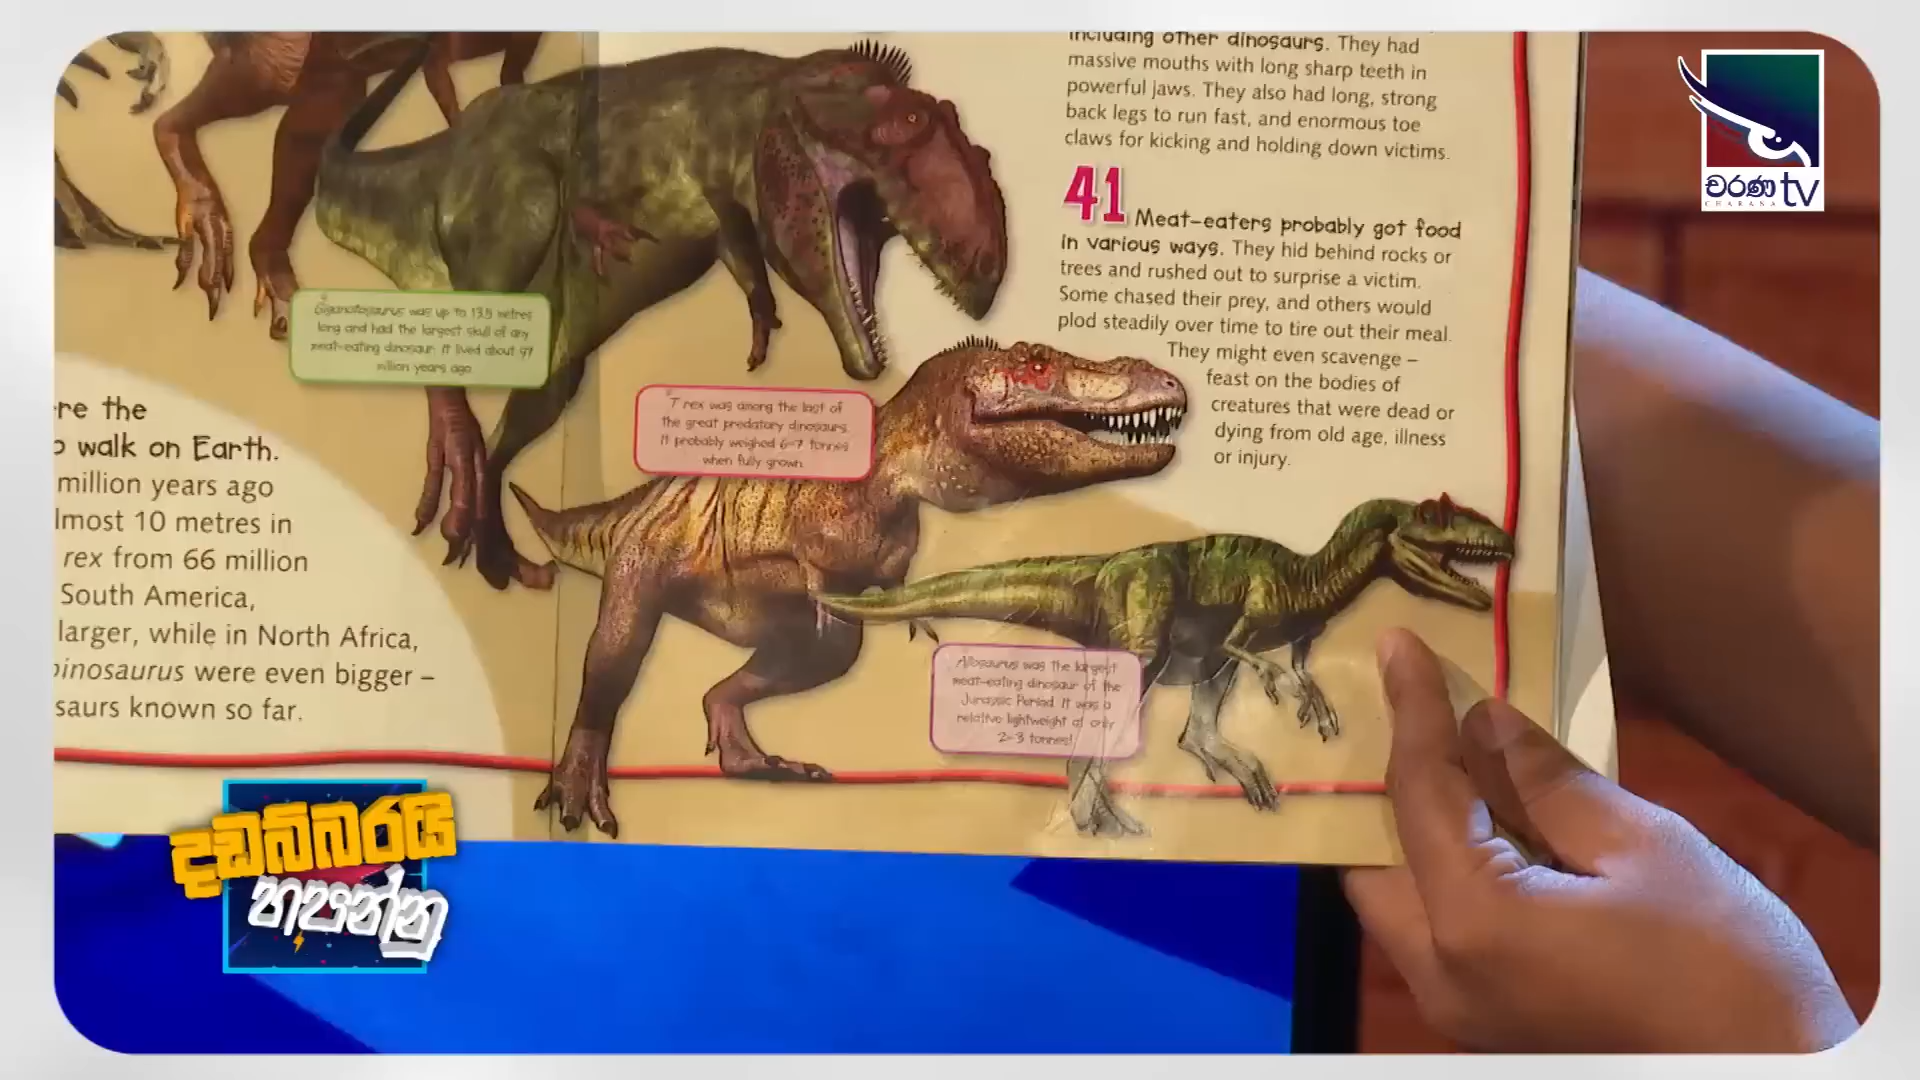 including other dinosaurs. They had
massive mouths with long sharp teeth in
powerful jaws. They also had long, strong
back legs to run fast, and enormous toe
claws for kicking and holding down victims.
41 Meat-eaters probably got food
in various ways. They hid behind rocks or
trees and rushed out to surprise a victim.
Some chased their prey, and others would
plod steadily over time to tire out their meal.
They might even scavenge –
feast on the bodies of
creatures that were dead or
dying from old age, illness
or injury.
Giganotosaurus was up to 13.5 metres
long and had the largest skull of any
meat-eating dinosaur. It lived about 97
million years ago
T rex was among the last of
the great predatory dinosaurs.
It probably weighed 6–7 tonnes
when fully grown.
Allosaurus was the largest
meat-eating dinosaur of the
Jurassic Period. It was a
relative lightweight at only
2–3 tonnes!
re the
walk on Earth.
million years ago
lmost 10 metres in
rex from 66 million
South America,
larger, while in North Africa,
pinosaurus were even bigger –
saurs known so far.
චරණ tv
CHARANA
දඩබ්බරයි
හපන්නු